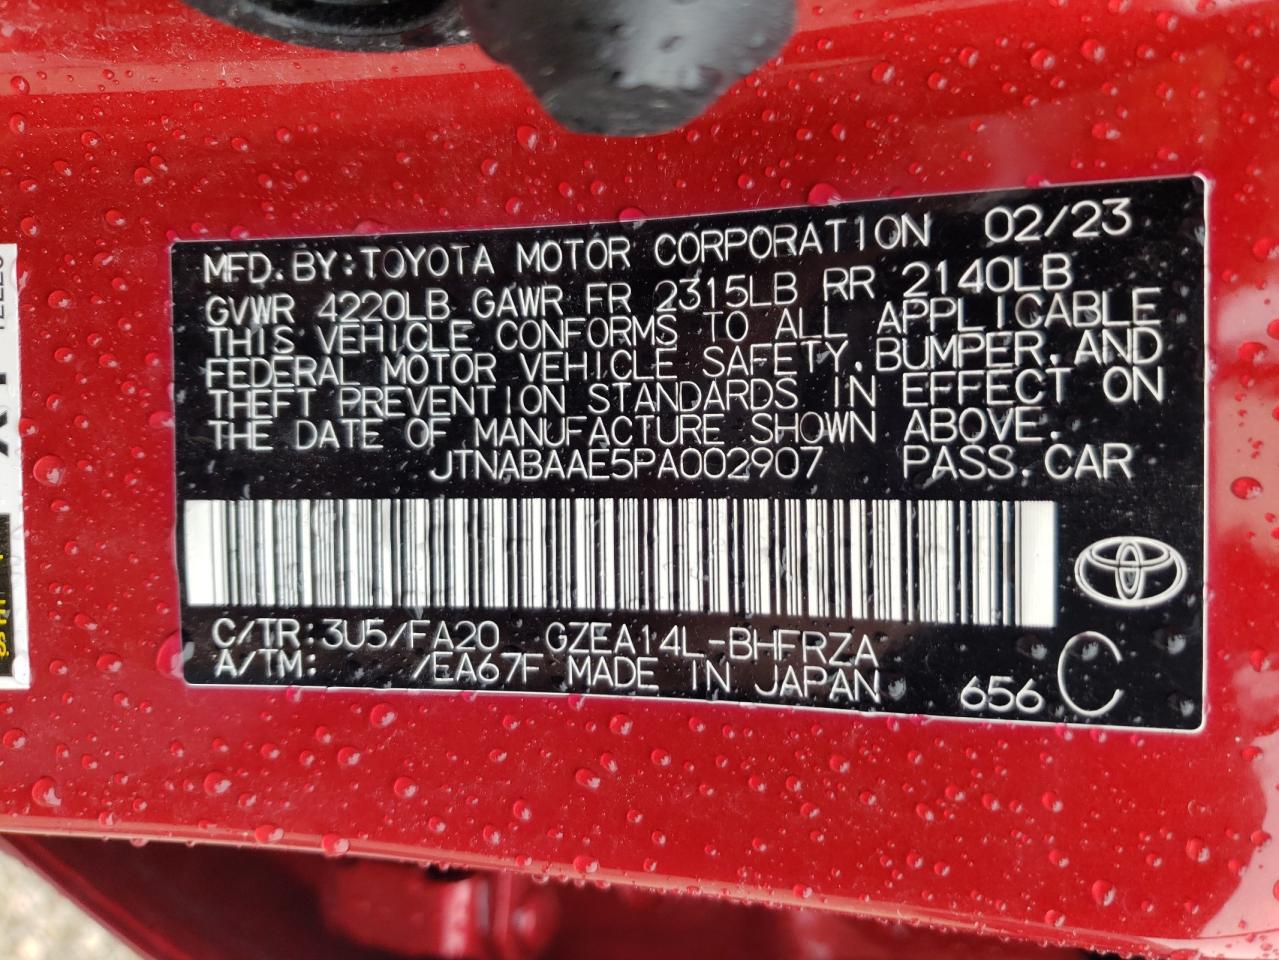 MFD.BY:TOYOTA MOTOR CORPORATION 02/23
GVWR 4220LB GAWR FR 2315LB RR 2140LB
THIS VEHICLE CONFORMS TO ALL APPLICABLE
FEDERAL MOTOR VEHICLE SAFETY,BUMPER,AND
THEFT PREVENTION STANDARDS IN EFFECT ON
THE DATE OF MANUFACTURE SHOWN ABOVE.
JTNABAAE5PA002907 PASS.CAR
C/TR:3U5/FA20 GZEA14L-BHFRZA
A/TM: /EA67F MADE IN JAPAN 656 C